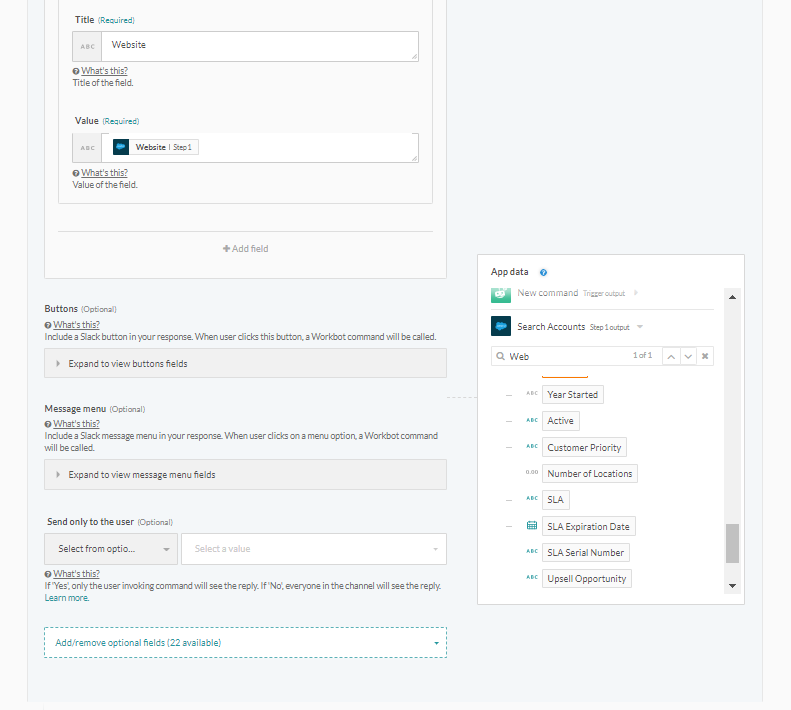 Title (Required)
ABC
Website
What's this?
Title of the field.
Value (Required)
ABC
Website | Step 1
What's this?
Value of the field.
+ Add field
Buttons (Optional)
What's this?
Include a Slack button in your response. When user clicks this button, a Workbot command will be called.
Expand to view buttons fields
Message menu (Optional)
What's this?
Include a Slack message menu in your response. When user clicks on a menu option, a Workbot command
will be called.
Expand to view message menu fields
Send only to the user (Optional)
Select from optio...
Select a value
What's this?
If 'Yes', only the user invoking command will see the reply. If 'No', everyone in the channel will see the reply.
Learn more.
Add/remove optional fields (22 available)
App data
New command Trigger output
Search Accounts Step 1 output
Web
1 of 1
ABC Year Started
ABC Active
ABC Customer Priority
0.00 Number of Locations
ABC SLA
SLA Expiration Date
ABC SLA Serial Number
ABC Upsell Opportunity